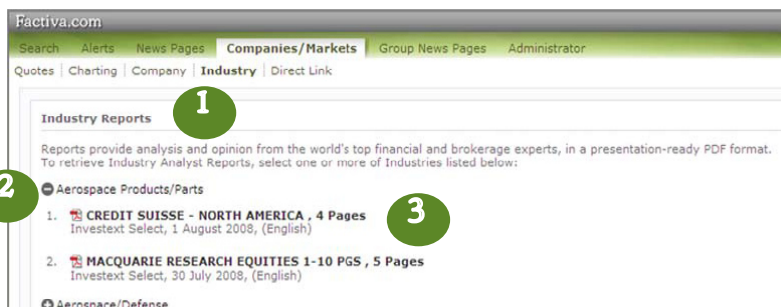 Factiva.com
Search Alerts News Pages Companies/Markets Group News Pages Administrator
Quotes | Charting | Company | Industry | Direct Link
1
Industry Reports
Reports provide analysis and opinion from the world's top financial and brokerage experts, in a presentation-ready PDF format.
To retrieve Industry Analyst Reports, select one or more of Industries listed below:
2
Aerospace Products/Parts
3
1. CREDIT SUISSE - NORTH AMERICA , 4 Pages
Investext Select, 1 August 2008, (English)
2. MACQUARIE RESEARCH EQUITIES 1-10 PGS , 5 Pages
Investext Select, 30 July 2008, (English)
Aerospace/Defense